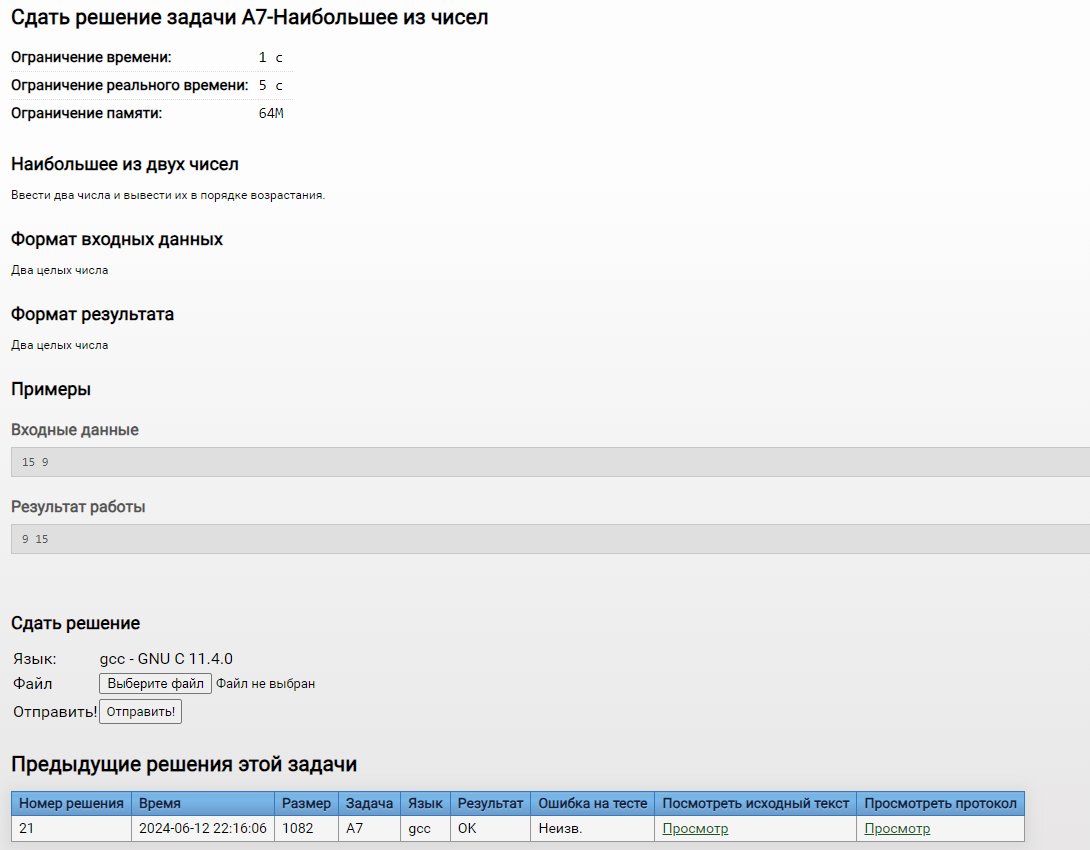 Сдать решение задачи A7-Наибольшее из чисел
Ограничение времени: 1 с
Ограничение реального времени: 5 с
Ограничение памяти: 64M
Наибольшее из двух чисел
Ввести два числа и вывести их в порядке возрастания.
Формат входных данных
Два целых числа
Формат результата
Два целых числа
Примеры
Входные данные
15 9
Результат работы
9 15
Сдать решение
Язык: gcc - GNU C 11.4.0
Файл Выберите файл Файл не выбран
Отправить! Отправить!
Предыдущие решения этой задачи
Номер решения Время Размер Задача Язык Результат Ошибка на тесте Посмотреть исходный текст Просмотреть протокол
21 2024-06-12 22:16:06 1082 A7 gcc OK Неизв. Просмотр Просмотр